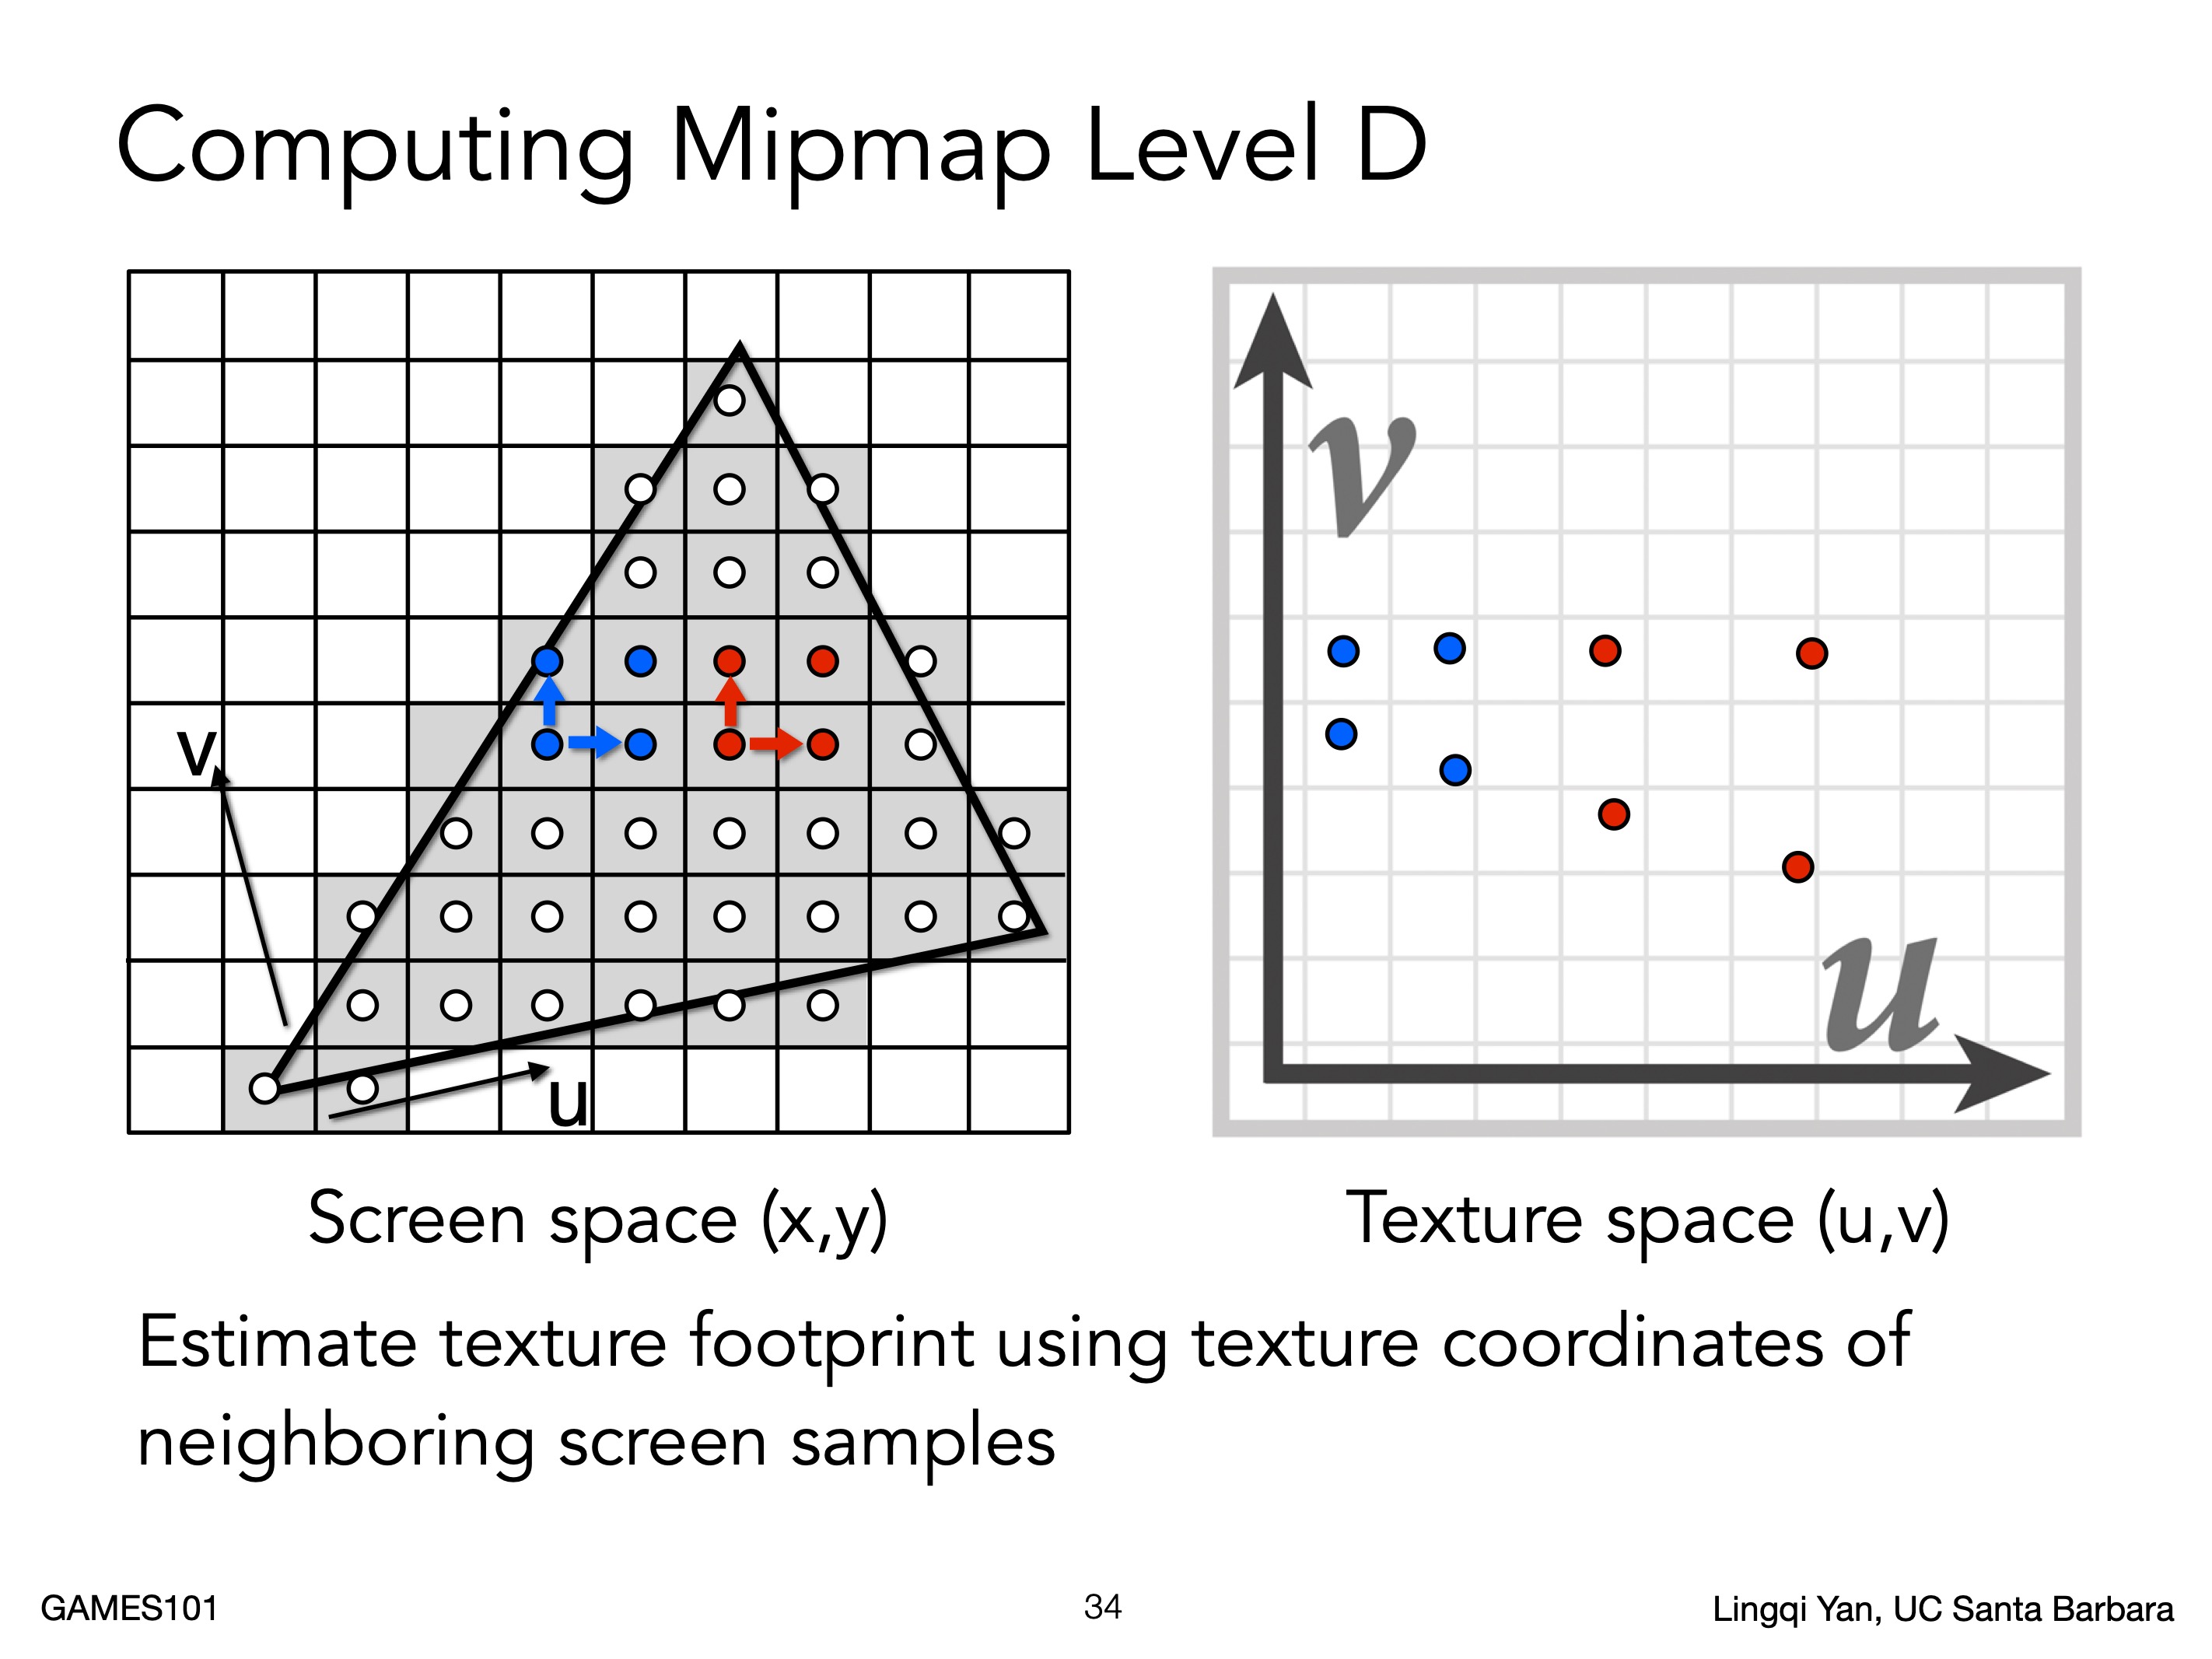 Computing Mipmap Level D
v
u
v
u
Screen space (x,y)
Texture space (u,v)
Estimate texture footprint using texture coordinates of
neighboring screen samples
GAMES101
34
Lingqi Yan, UC Santa Barbara